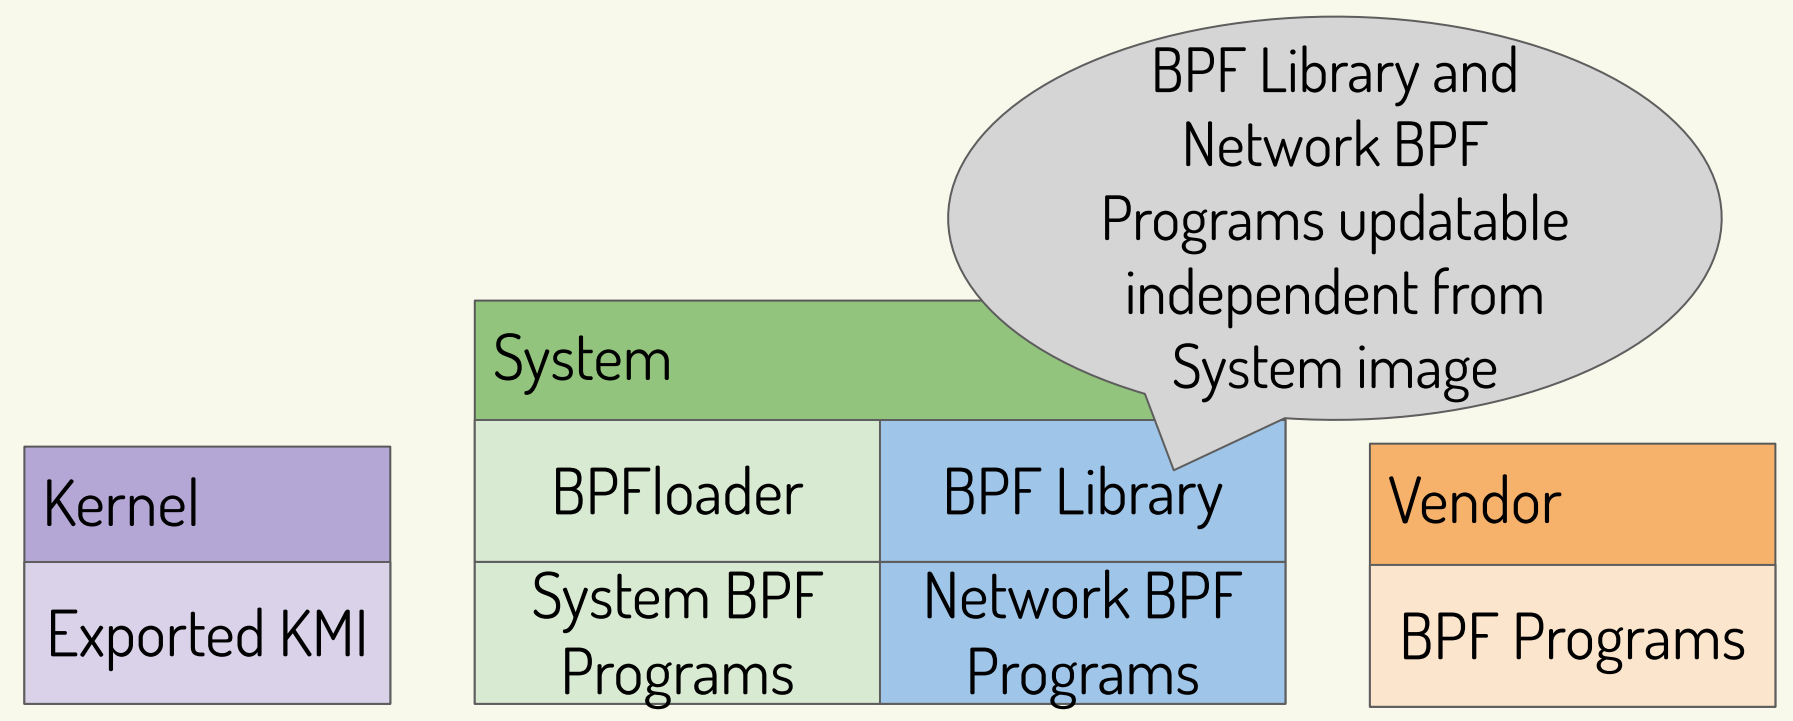 BPF Library and
Network BPF
Programs updatable
independent from
System image
System
Kernel
Exported KMI
BPFloader
BPF Library
System BPF
Programs
Network BPF
Programs
Vendor
BPF Programs